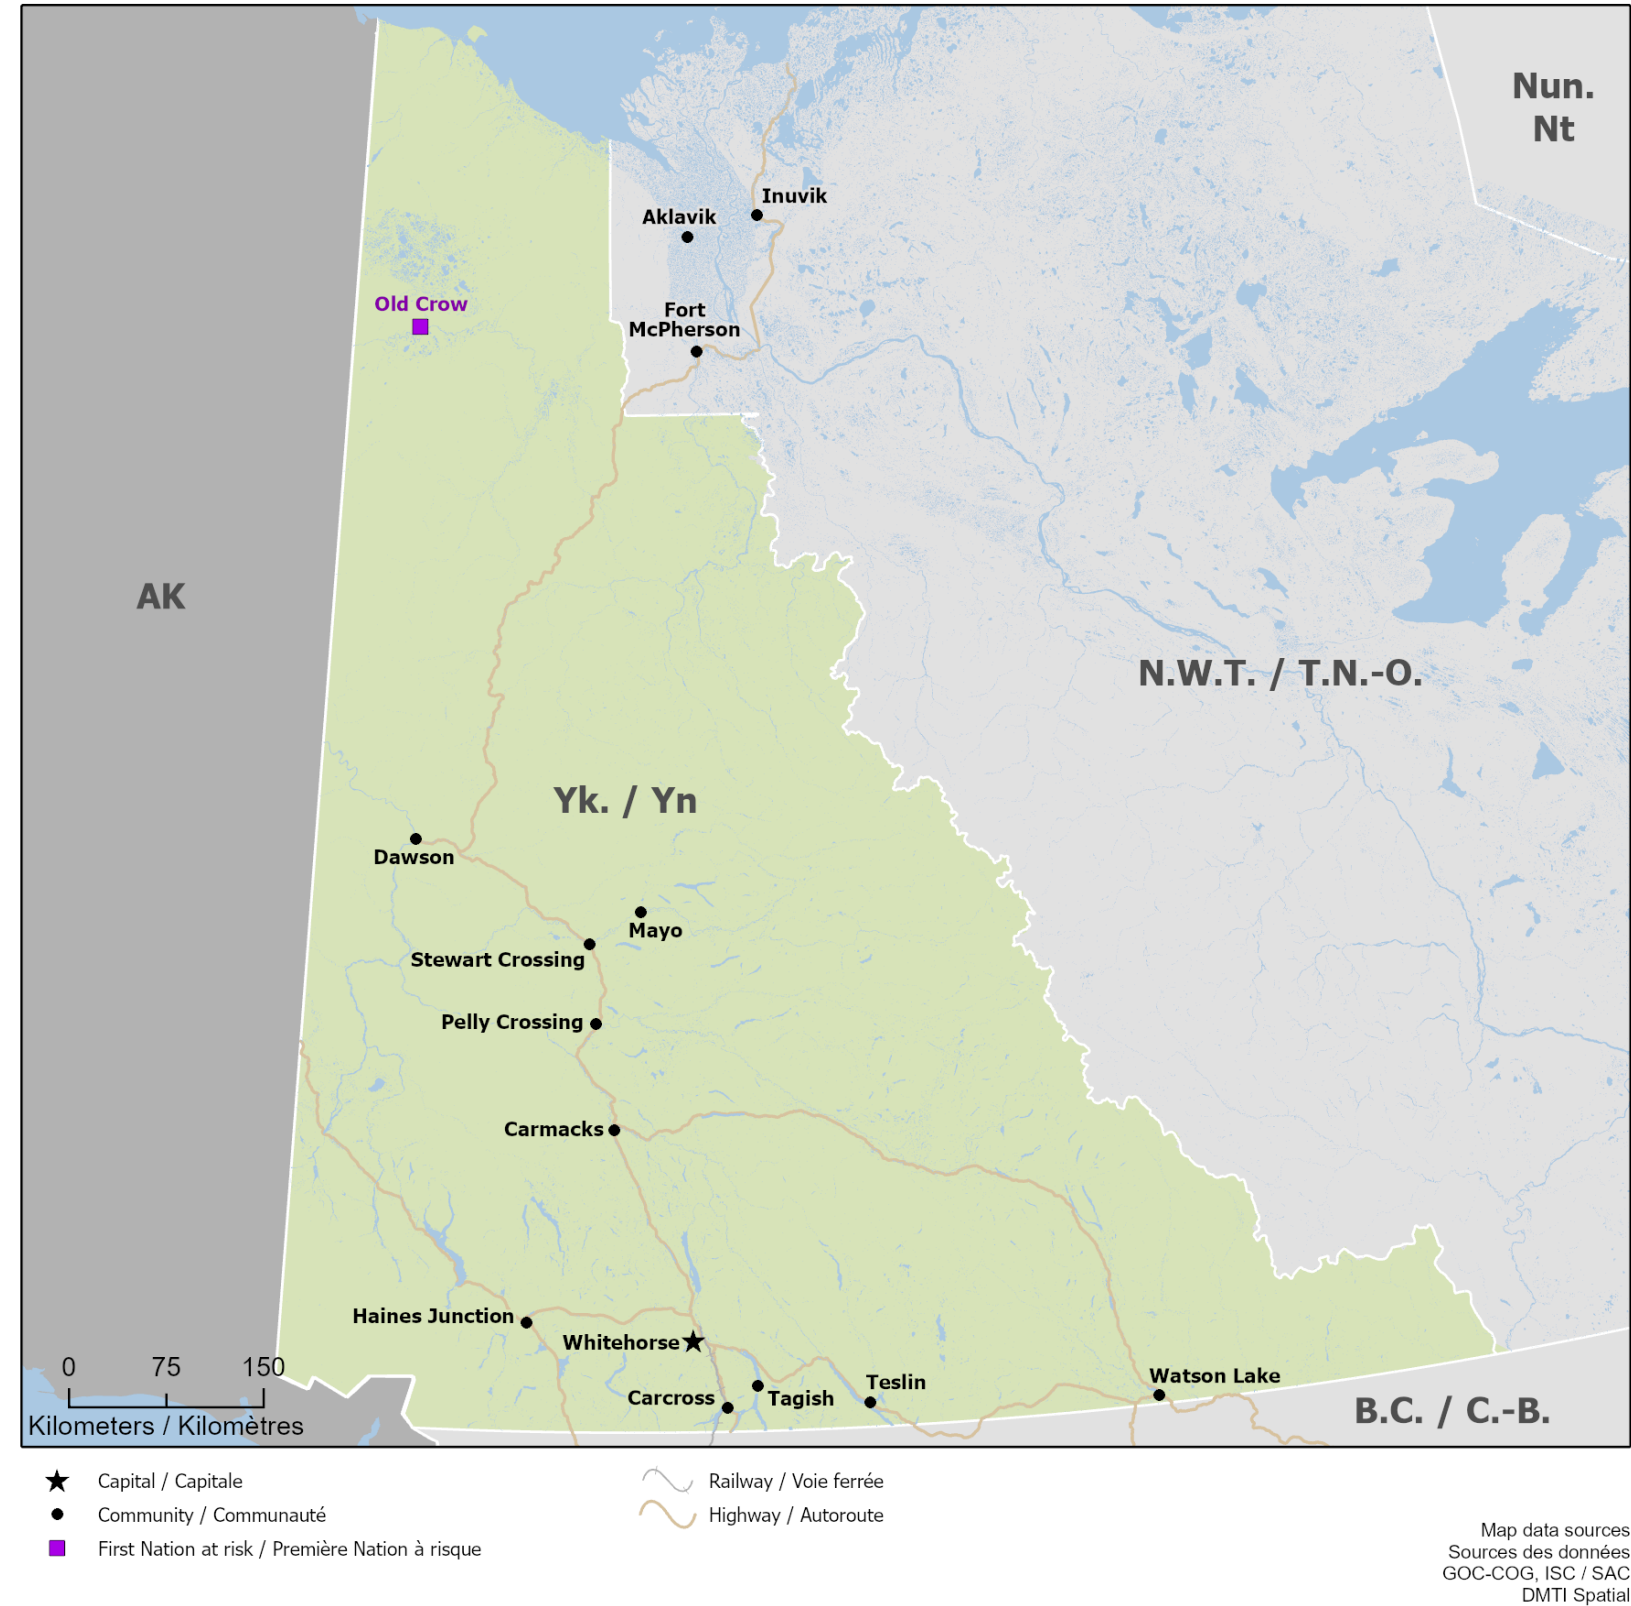 Nun.
Nt
Inuvik
Aklavik
Old Crow
Fort
McPherson
AK
N.W.T. / T.N.-O.
Yk. / Yn
Dawson
Mayo
Stewart Crossing
Pelly Crossing
Carmacks
Haines Junction
Whitehorse
Watson Lake
Teslin
Carcross
Tagish
B.C. / C.-B.
0 75 150
Kilometers / Kilomètres
Capital / Capitale
Community / Communauté
First Nation at risk / Première Nation à risque
Railway / Voie ferrée
Highway / Autoroute
Map data sources
Sources des données
GOC-COG, ISC / SAC
DMTI Spatial